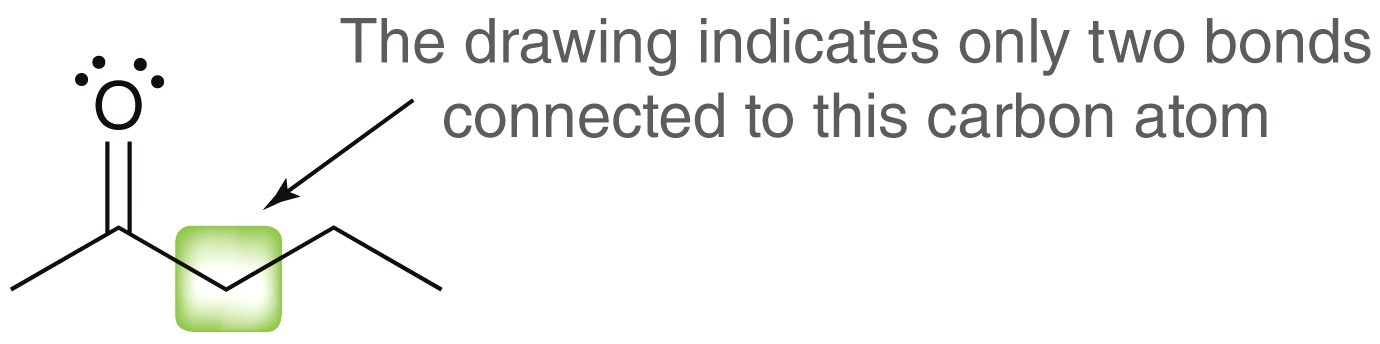 The drawing indicates only two bonds
connected to this carbon atom
O